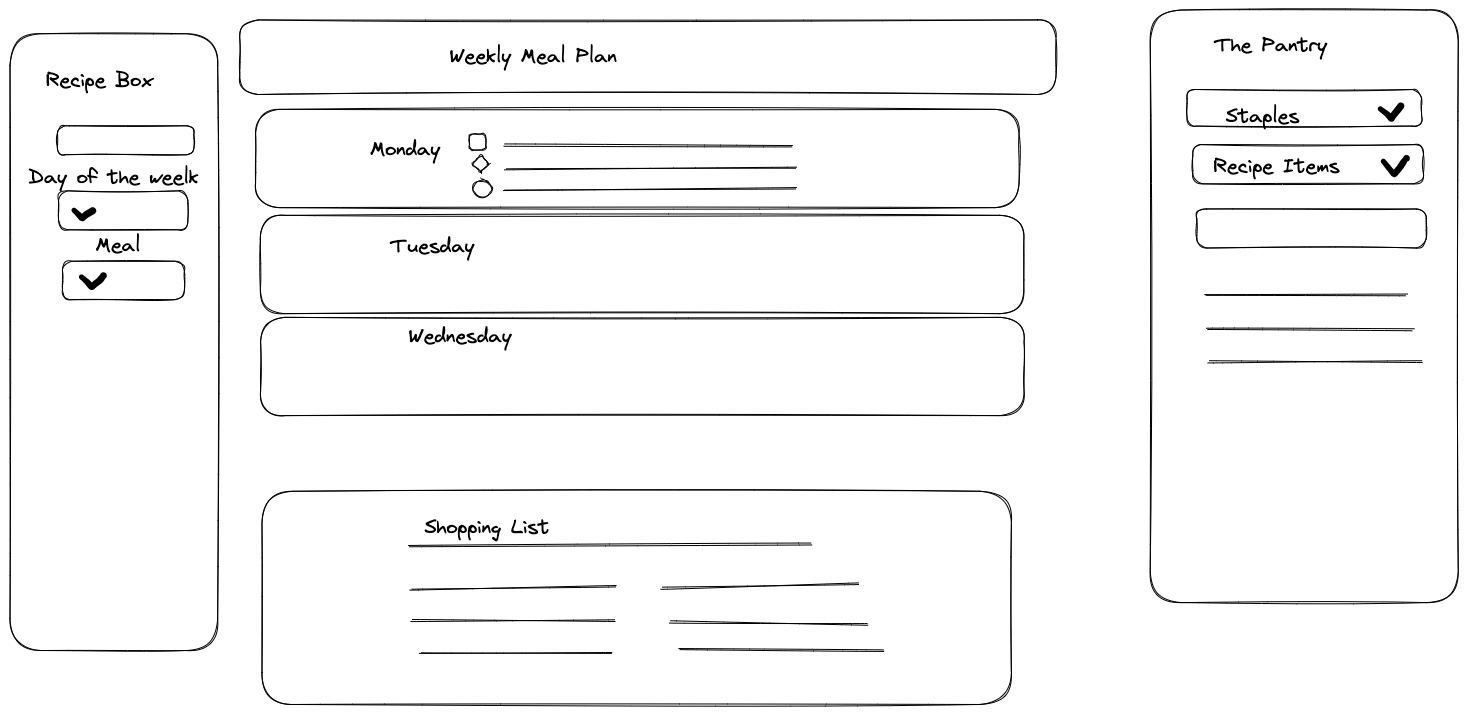 Recipe Box
Day of the weelk
Meal
Weekly Meal Plan
Monday
Tuesday
Wednesday
Shopping List
The Pantry
Staples
Recipe Items